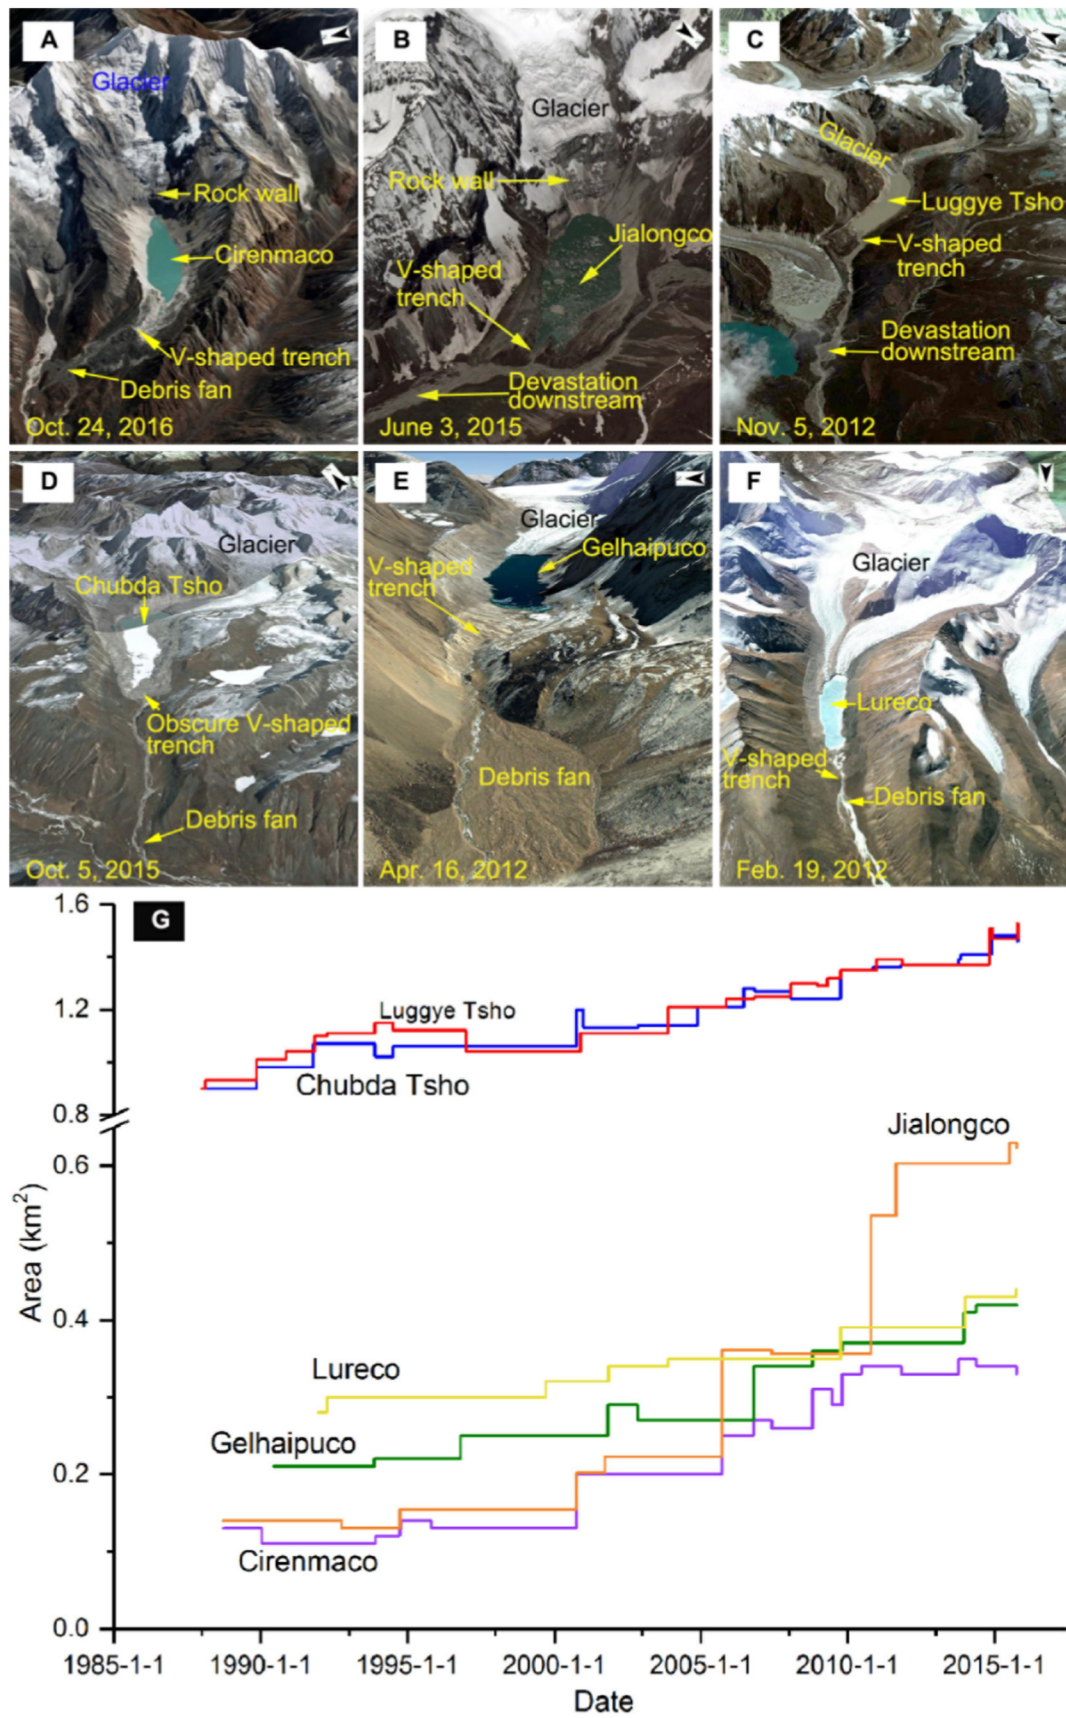 A
Glacier
Rock wall
Cirenmaco
V-shaped trench
Debris fan
Oct. 24, 2016
B
Glacier
Rock wall
Jialongco
V-shaped
trench
Devastation
downstream
June 3, 2015
C
Glacier
Luggye Tsho
V-shaped
trench
Devastation
downstream
Nov. 5, 2012
D
Glacier
Chubda Tsho
Obscure V-shaped
trench
Debris fan
Oct. 5, 2015
E
Glacier
Gelhaipuco
V-shaped
trench
Debris fan
Apr. 16, 2012
F
Glacier
Lureco
V-shaped
trench
Debris fan
Feb. 19, 2012
G
1.6
1.2
0.8
0.6
0.4
0.2
0.0
Area (km²)
Luggye Tsho
Chubda Tsho
Jialongco
Lureco
Gelhaipuco
Cirenmaco
1985-1-1 1990-1-1 1995-1-1 2000-1-1 2005-1-1 2010-1-1 2015-1-1
Date